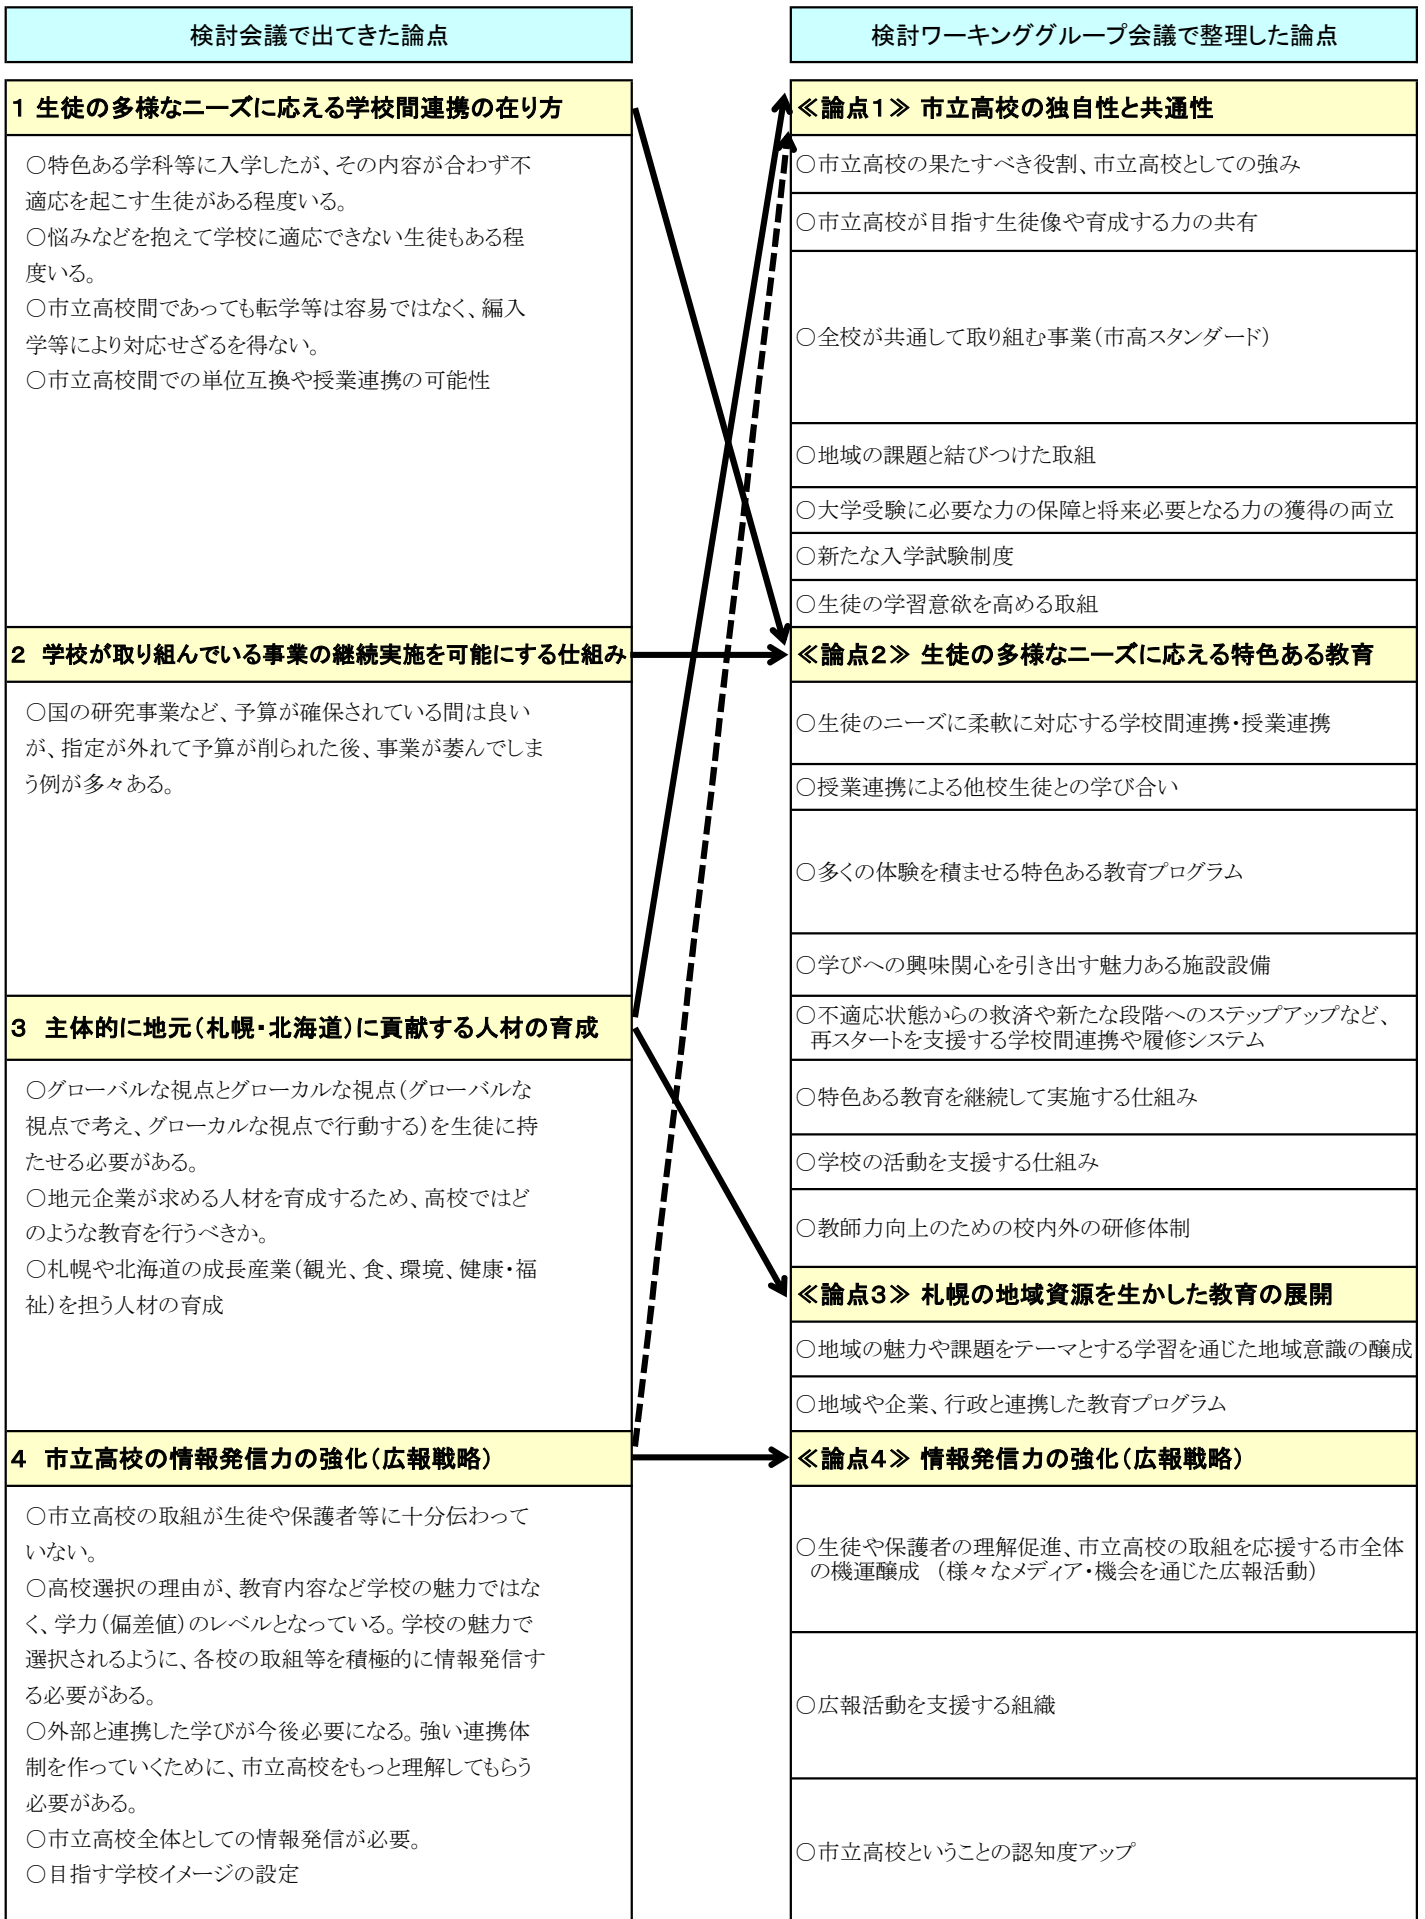 検討会議で出てきた論点
1 生徒の多様なニーズに応える学校間連携の在り方
○特色ある学科等に入学したが、その内容が合わず不
適応を起こす生徒がある程度いる。
○悩みなどを抱えて学校に適応できない生徒もある程
度いる。
○市立高校間であっても転学等は容易ではなく、編入
学等により対応せざるを得ない。
○市立高校間での単位互換や授業連携の可能性
2 学校が取り組んでいる事業の継続実施を可能にする仕組み
○国の研究事業など、予算が確保されている間は良い
が、指定が外れて予算が削られた後、事業が萎んでしま
う例が多々ある。
3 主体的に地元(札幌・北海道)に貢献する人材の育成
○グローバルな視点とグローカルな視点(グローバルな
視点で考え、グローカルな視点で行動する)を生徒に持
たせる必要がある。
○地元企業が求める人材を育成するため、高校ではど
のような教育を行うべきか。
○札幌や北海道の成長産業(観光、食、環境、健康・福
祉)を担う人材の育成
4 市立高校の情報発信力の強化(広報戦略)
○市立高校の取組が生徒や保護者等に十分伝わって
いない。
○高校選択の理由が、教育内容など学校の魅力ではな
く、学力(偏差値)のレベルとなっている。学校の魅力で
選択されるように、各校の取組等を積極的に情報発信す
る必要がある。
○外部と連携した学びが今後必要になる。強い連携体
制を作っていくために、市立高校をもっと理解してもらう
必要がある。
○市立高校全体としての情報発信が必要。
○目指す学校イメージの設定
検討ワーキンググループ会議で整理した論点
≪論点1≫ 市立高校の独自性と共通性
○市立高校の果たすべき役割、市立高校としての強み
○市立高校が目指す生徒像や育成する力の共有
○全校が共通して取り組む事業(市高スタンダード)
○地域の課題と結びつけた取組
○大学受験に必要な力の保障と将来必要となる力の獲得の両立
○新たな入学試験制度
○生徒の学習意欲を高める取組
≪論点2≫ 生徒の多様なニーズに応える特色ある教育
○生徒のニーズに柔軟に対応する学校間連携・授業連携
○授業連携による他校生徒との学び合い
○多くの体験を積ませる特色ある教育プログラム
○学びへの興味関心を引き出す魅力ある施設設備
○不適応状態からの救済や新たな段階へのステップアップなど、
再スタートを支援する学校間連携や履修システム
○特色ある教育を継続して実施する仕組み
○学校の活動を支援する仕組み
○教師力向上のための校内外の研修体制
≪論点3≫ 札幌の地域資源を生かした教育の展開
○地域の魅力や課題をテーマとする学習を通じた地域意識の醸成
○地域や企業、行政と連携した教育プログラム
≪論点4≫ 情報発信力の強化(広報戦略)
○生徒や保護者の理解促進、市立高校の取組を応援する市全体
の機運醸成 (様々なメディア・機会を通じた広報活動)
○広報活動を支援する組織
○市立高校ということの認知度アップ